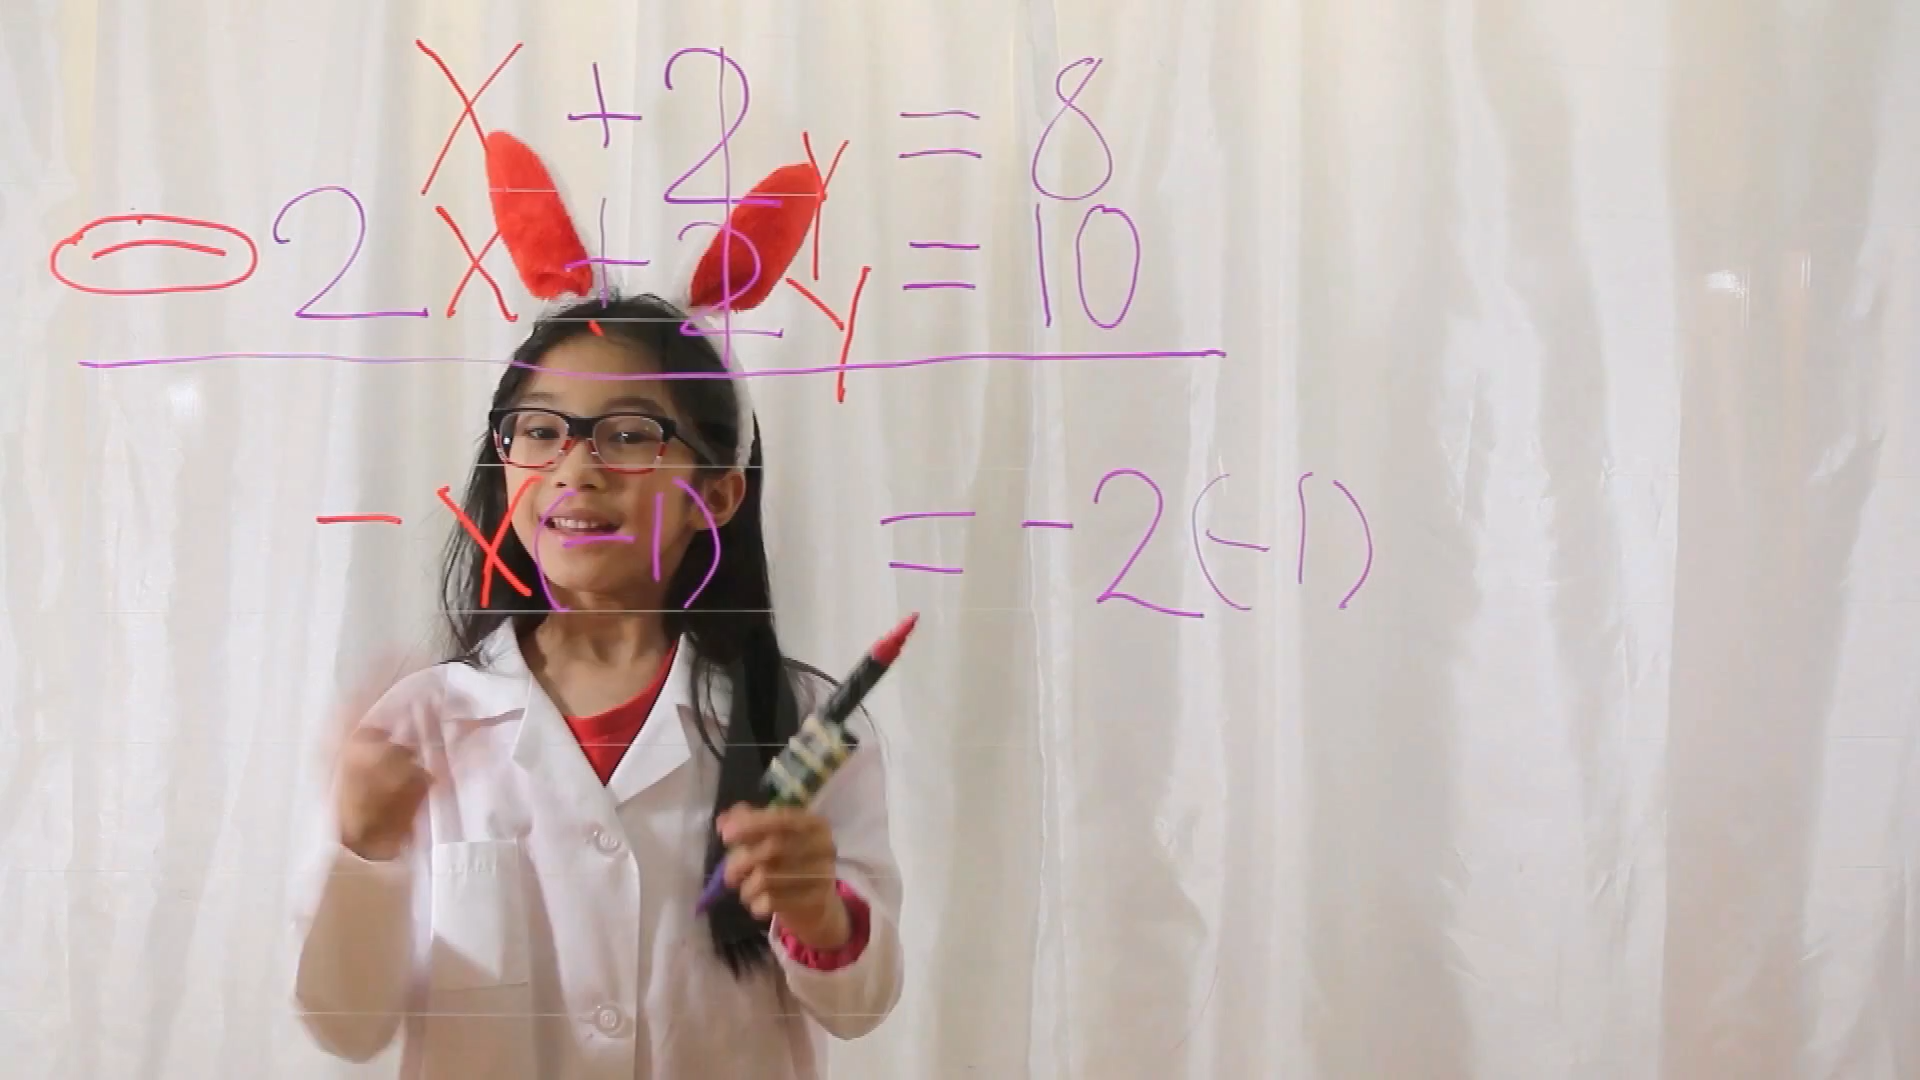 X + 2Y = 8
- 2X + 2Y = 10
-X(-1) = -2(-1)